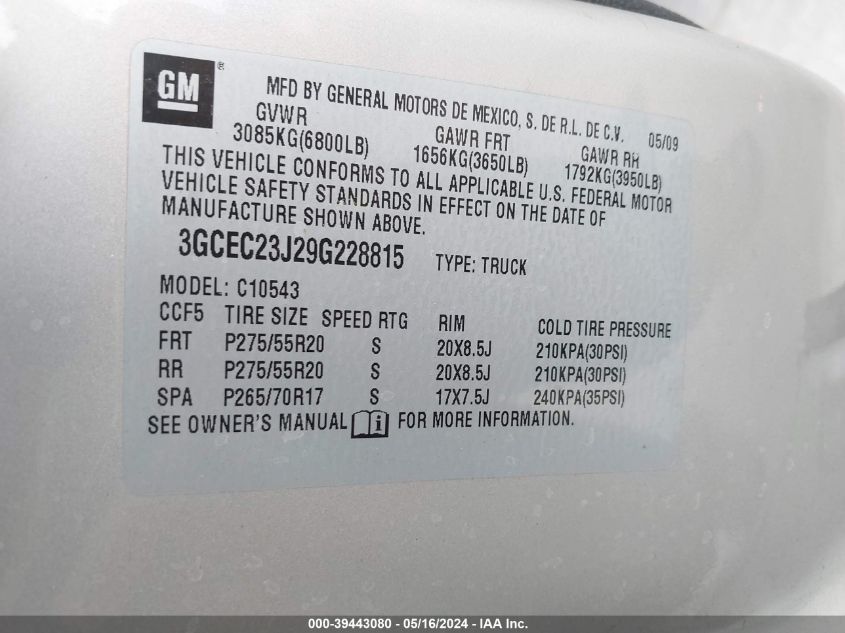 GM ®
MFD BY GENERAL MOTORS DE MEXICO, S. DE R.L. DE C.V. 05/09
GVWR GAWR FRT GAWR RH
3085KG(6800LB) 1656KG(3650LB) 1792KG(3950LB)
THIS VEHICLE CONFORMS TO ALL APPLICABLE U.S. FEDERAL MOTOR
VEHICLE SAFETY STANDARDS IN EFFECT ON THE DATE OF
MANUFACTURE SHOWN ABOVE.
3GCEC23J29G228815 TYPE: TRUCK
MODEL: C10543
CCF5 TIRE SIZE SPEED RTG RIM COLD TIRE PRESSURE
FRT P275/55R20 S 20X8.5J 210KPA(30PSI)
RR P275/55R20 S 20X8.5J 210KPA(30PSI)
SPA P265/70R17 S 17X7.5J 240KPA(35PSI)
SEE OWNER'S MANUAL i FOR MORE INFORMATION.
000-39443080 - 05/16/2024 - IAA Inc.